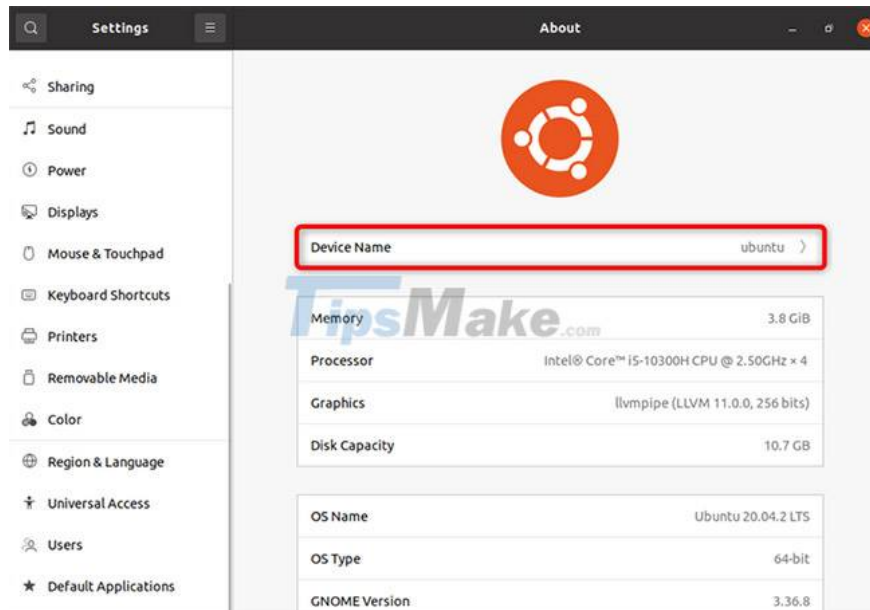 Settings
About
Sharing
Sound
Power
Displays
Mouse & Touchpad
Keyboard Shortcuts
Printers
Removable Media
Color
Region & Language
Universal Access
Users
Default Applications
Device Name ubuntu
TipsMake.com
Memory 3.8 GiB
Processor Intel® Core™ i5-10300H CPU @ 2.50GHz × 4
Graphics llvmpipe (LLVM 11.0.0, 256 bits)
Disk Capacity 10.7 GB
OS Name Ubuntu 20.04.2 LTS
OS Type 64-bit
GNOME Version 3.36.8